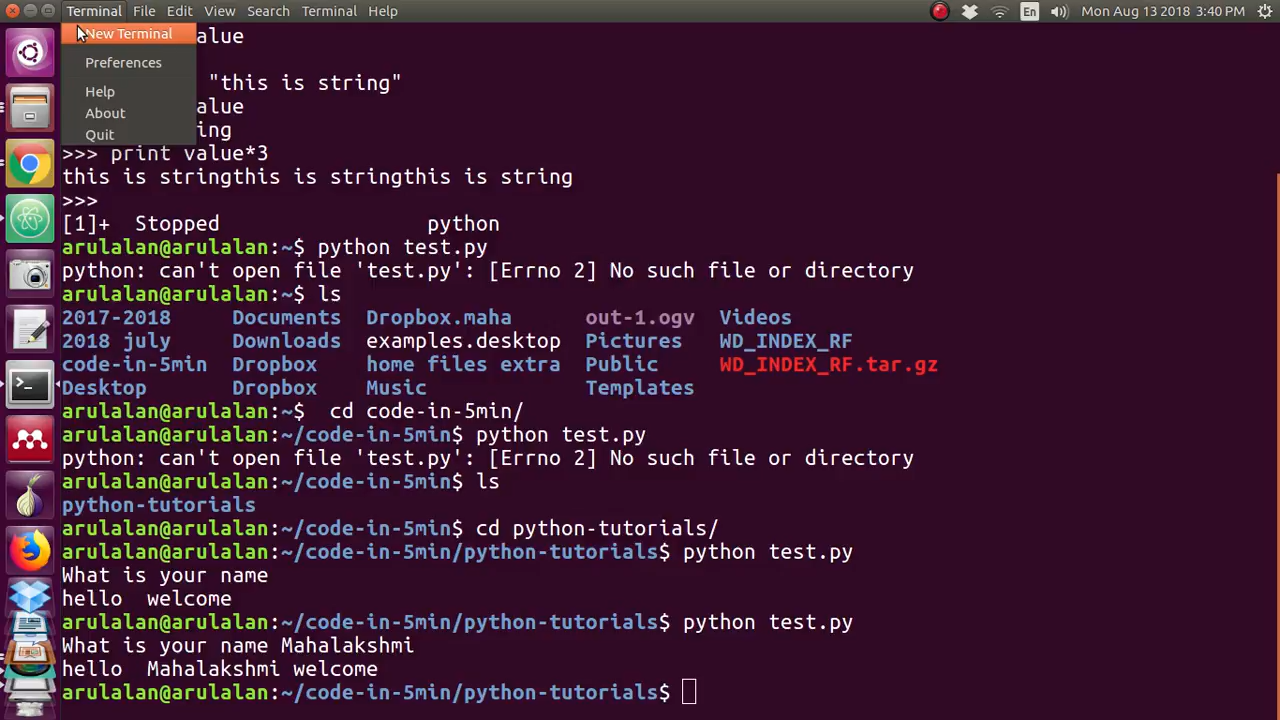 Terminal File Edit View Search Terminal Help En Mon Aug 13 2018 3:40 PM
New Terminal
alue
Preferences
"this is string"
Help
alue
About
ing
Quit
>>> print value*3
this is stringthis is stringthis is string
>>>
[1]+ Stopped python
arulalan@arulalan:~$ python test.py
python: can't open file 'test.py': [Errno 2] No such file or directory
arulalan@arulalan:~$ ls
2017-2018 Documents Dropbox.maha out-1.ogv Videos
2018 july Downloads examples.desktop Pictures WD_INDEX_RF
code-in-5min Dropbox home files extra Public WD_INDEX_RF.tar.gz
Desktop Dropbox Music Templates
arulalan@arulalan:~$ cd code-in-5min/
arulalan@arulalan:~/code-in-5min$ python test.py
python: can't open file 'test.py': [Errno 2] No such file or directory
arulalan@arulalan:~/code-in-5min$ ls
python-tutorials
arulalan@arulalan:~/code-in-5min$ cd python-tutorials/
arulalan@arulalan:~/code-in-5min/python-tutorials$ python test.py
What is your name
hello welcome
arulalan@arulalan:~/code-in-5min/python-tutorials$ python test.py
What is your name Mahalakshmi
hello Mahalakshmi welcome
arulalan@arulalan:~/code-in-5min/python-tutorials$